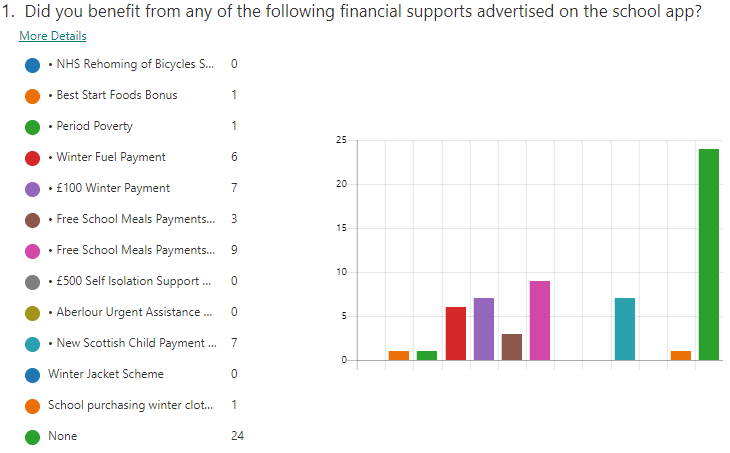 1. Did you benefit from any of the following financial supports advertised on the school app?
More Details
• NHS Rehoming of Bicycles S... 0
• Best Start Foods Bonus 1
• Period Poverty 1
• Winter Fuel Payment 6
• £100 Winter Payment 7
• Free School Meals Payments... 3
• Free School Meals Payments... 9
• £500 Self Isolation Support ... 0
• Aberlour Urgent Assistance ... 0
• New Scottish Child Payment ... 7
Winter Jacket Scheme 0
School purchasing winter clot... 1
None 24
25
20
15
10
5
0